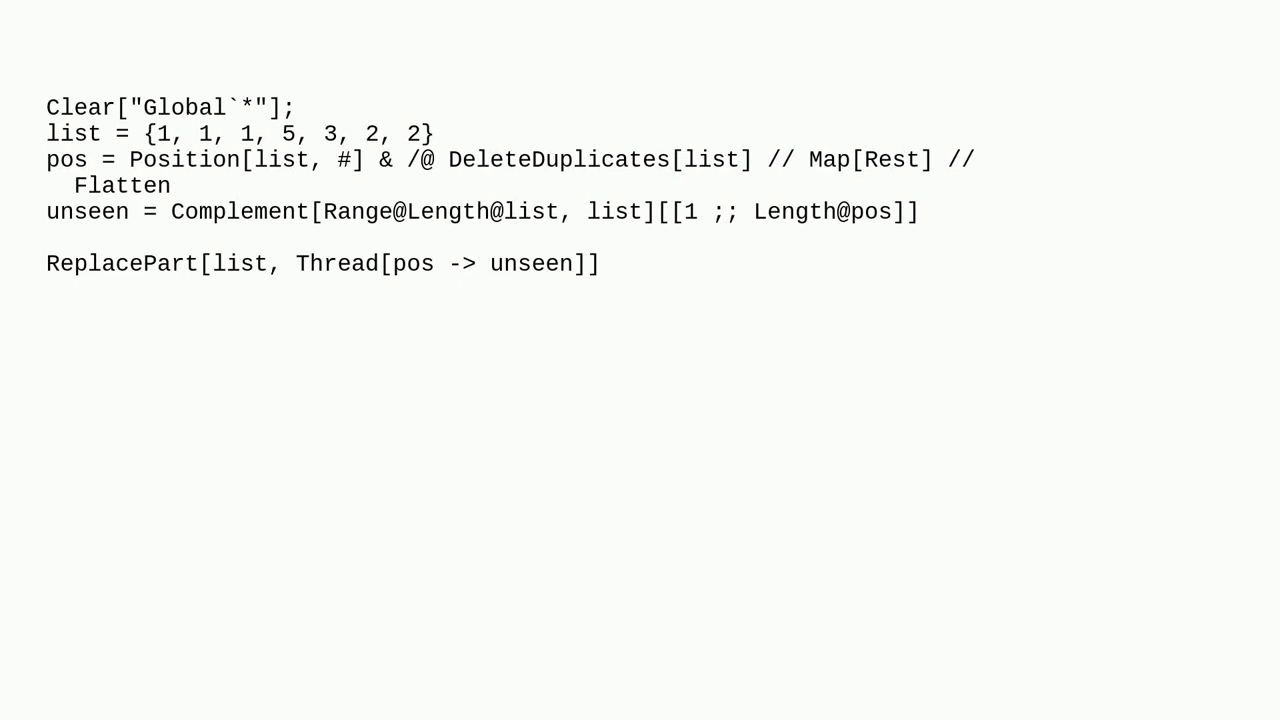 Clear["Global`*"];
list = {1, 1, 1, 5, 3, 2, 2}
pos = Position[list, #] & /@ DeleteDuplicates[list] // Map[Rest] //
  Flatten
unseen = Complement[Range@Length@list, list][[1 ;; Length@pos]]
ReplacePart[list, Thread[pos -> unseen]]